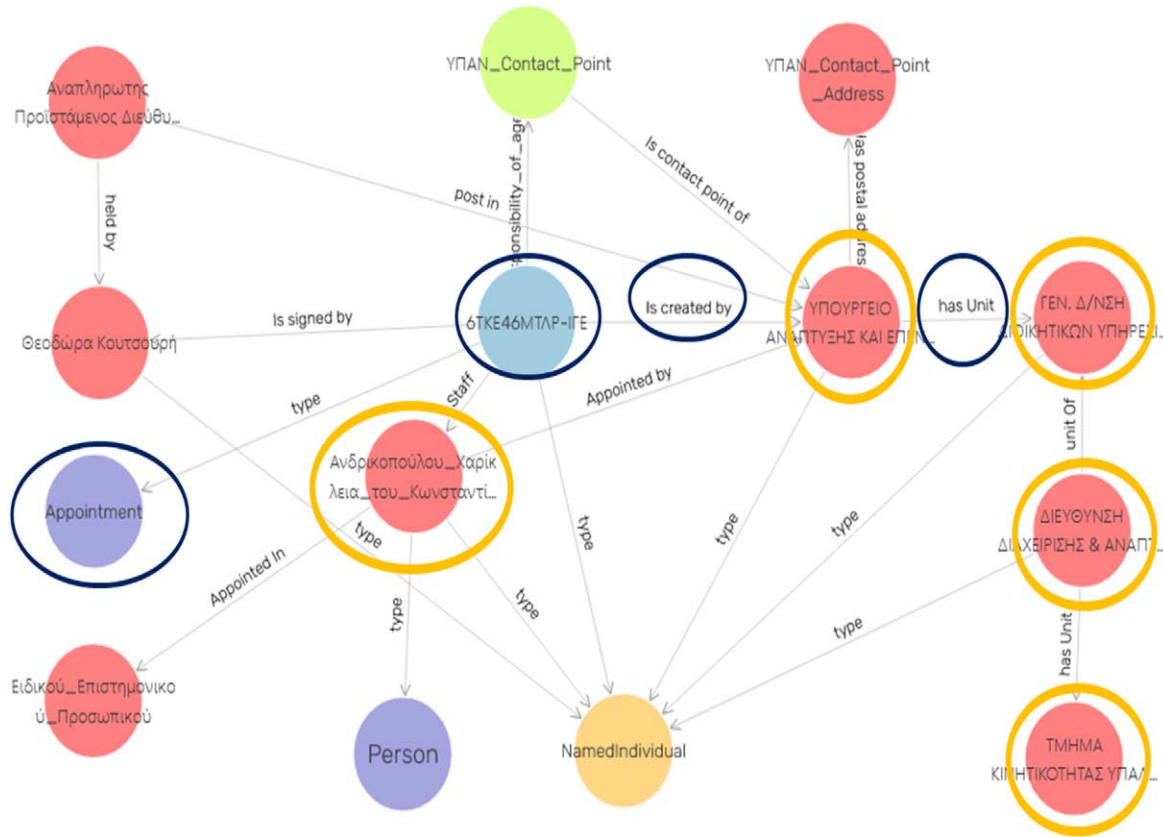 Αναπληρωτης
Προϊστάμενος Διεύθυ...
ΥΠΑΝ_Contact_Point
ΥΠΑΝ_Contact_Point
_Address
held by
post in
ponsibility_of_age
Is contact point of
Has postal adrres
Θεοδώρα Κουτσουρή
Is signed by
6ΤΚΕ46ΜΤΛΡ-ΙΓΕ
Is created by
ΥΠΟΥΡΓΕΙΟ
ΑΝΑΠΤΥΞΗΣ ΚΑΙ ΕΠΕΝ...
has Unit
ΓΕΝ. Δ/ΝΣΗ
ΔΙΟΙΚΗΤΙΚΩΝ ΥΠΗΡΕΣΙ...
type
Staff
Appointed by
unit Of
Appointment
Ανδρικοπούλου_Χαρίκ
λεια_του_Κωνσταντί...
type
type
type
type
ΔΙΕΥΘΥΝΣΗ
ΔΙΑΧΕΙΡΙΣΗΣ & ΑΝΑΠΤ...
Appointed In
type
type
type
has Unit
Ειδικού_Επιστημονικο
ύ_Προσωπικού
Person
NamedIndividual
ΤΜΗΜΑ
ΚΙΝΗΤΙΚΟΤΗΤΑΣ ΥΠΑΛ...